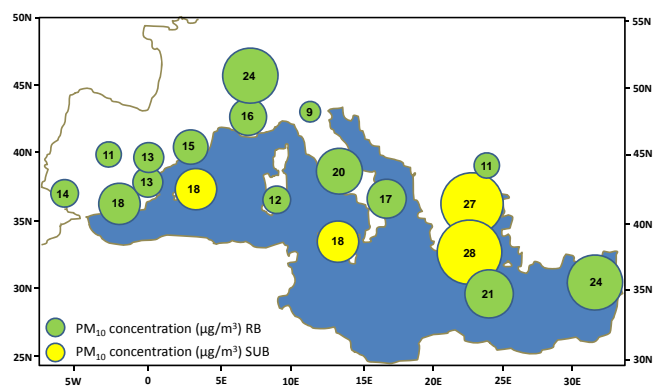 50N
55N
24
45N
50N
16
9
15
11
13
40N
45N
20
11
13
18
14
12
17
18
27
35N
40N
18
28
24
30N
21
35N
PM₁₀ concentration (µg/m³) RB
PM₁₀ concentration (µg/m³) SUB
25N
30N
5W 0 5E 10E 15E 20E 25E 30E